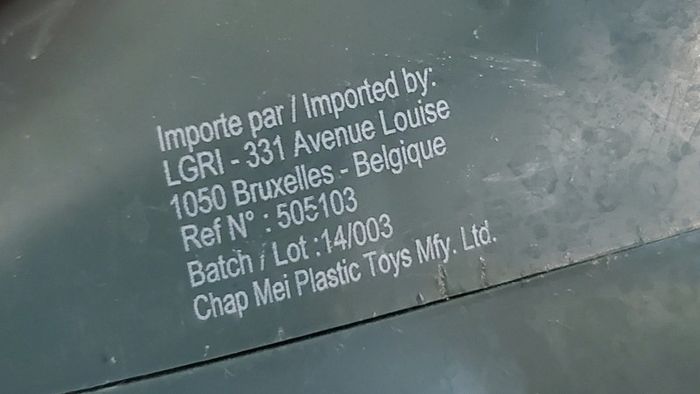 Importe par / Imported by:
LGRI - 331 Avenue Louise
1050 Bruxelles - Belgique
Ref N° : 505103
Batch / Lot :14/003
Chap Mei Plastic Toys Mfy. Ltd.